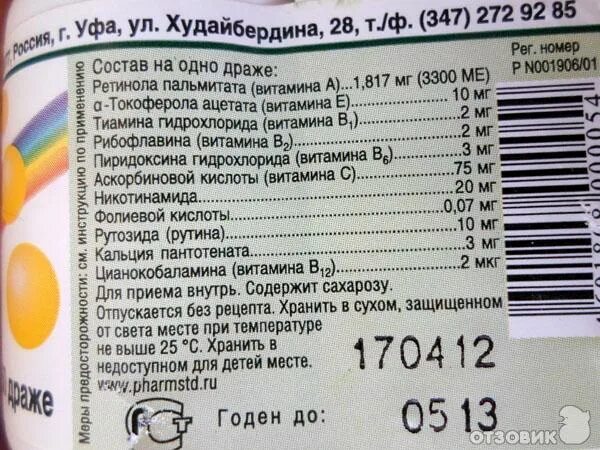 Россия, г. Уфа, ул. Худайбердина, 28, т./ф. (347) 272 92 85
Рег. номер
Р N001906/01
Состав на одно драже:
Ретинола пальмитата (витамина А)...1,817 мг (3300 МЕ)
α-Токоферола ацетата (витамина Е) 10 мг
Тиамина гидрохлорида (витамина В1) 2 мг
Рибофлавина (витамина В2) 2 мг
Пиридоксина гидрохлорида (витамина В6) 3 мг
Аскорбиновой кислоты (витамина С) 75 мг
Никотинамида 20 мг
Фолиевой кислоты 0,07 мг
Рутозида (рутина) 10 мг
Кальция пантотената 3 мг
Цианокобаламина (витамина В12) 2 мкг
Для приема внутрь. Содержит сахарозу.
Отпускается без рецепта. Хранить в сухом, защищенном
от света месте при температуре
не выше 25 °С. Хранить в
недоступном для детей месте.
www.pharmstd.ru
Меры предосторожности: см. инструкцию по применению
драже
170412
Годен до: 0513
ОТЗОВИК